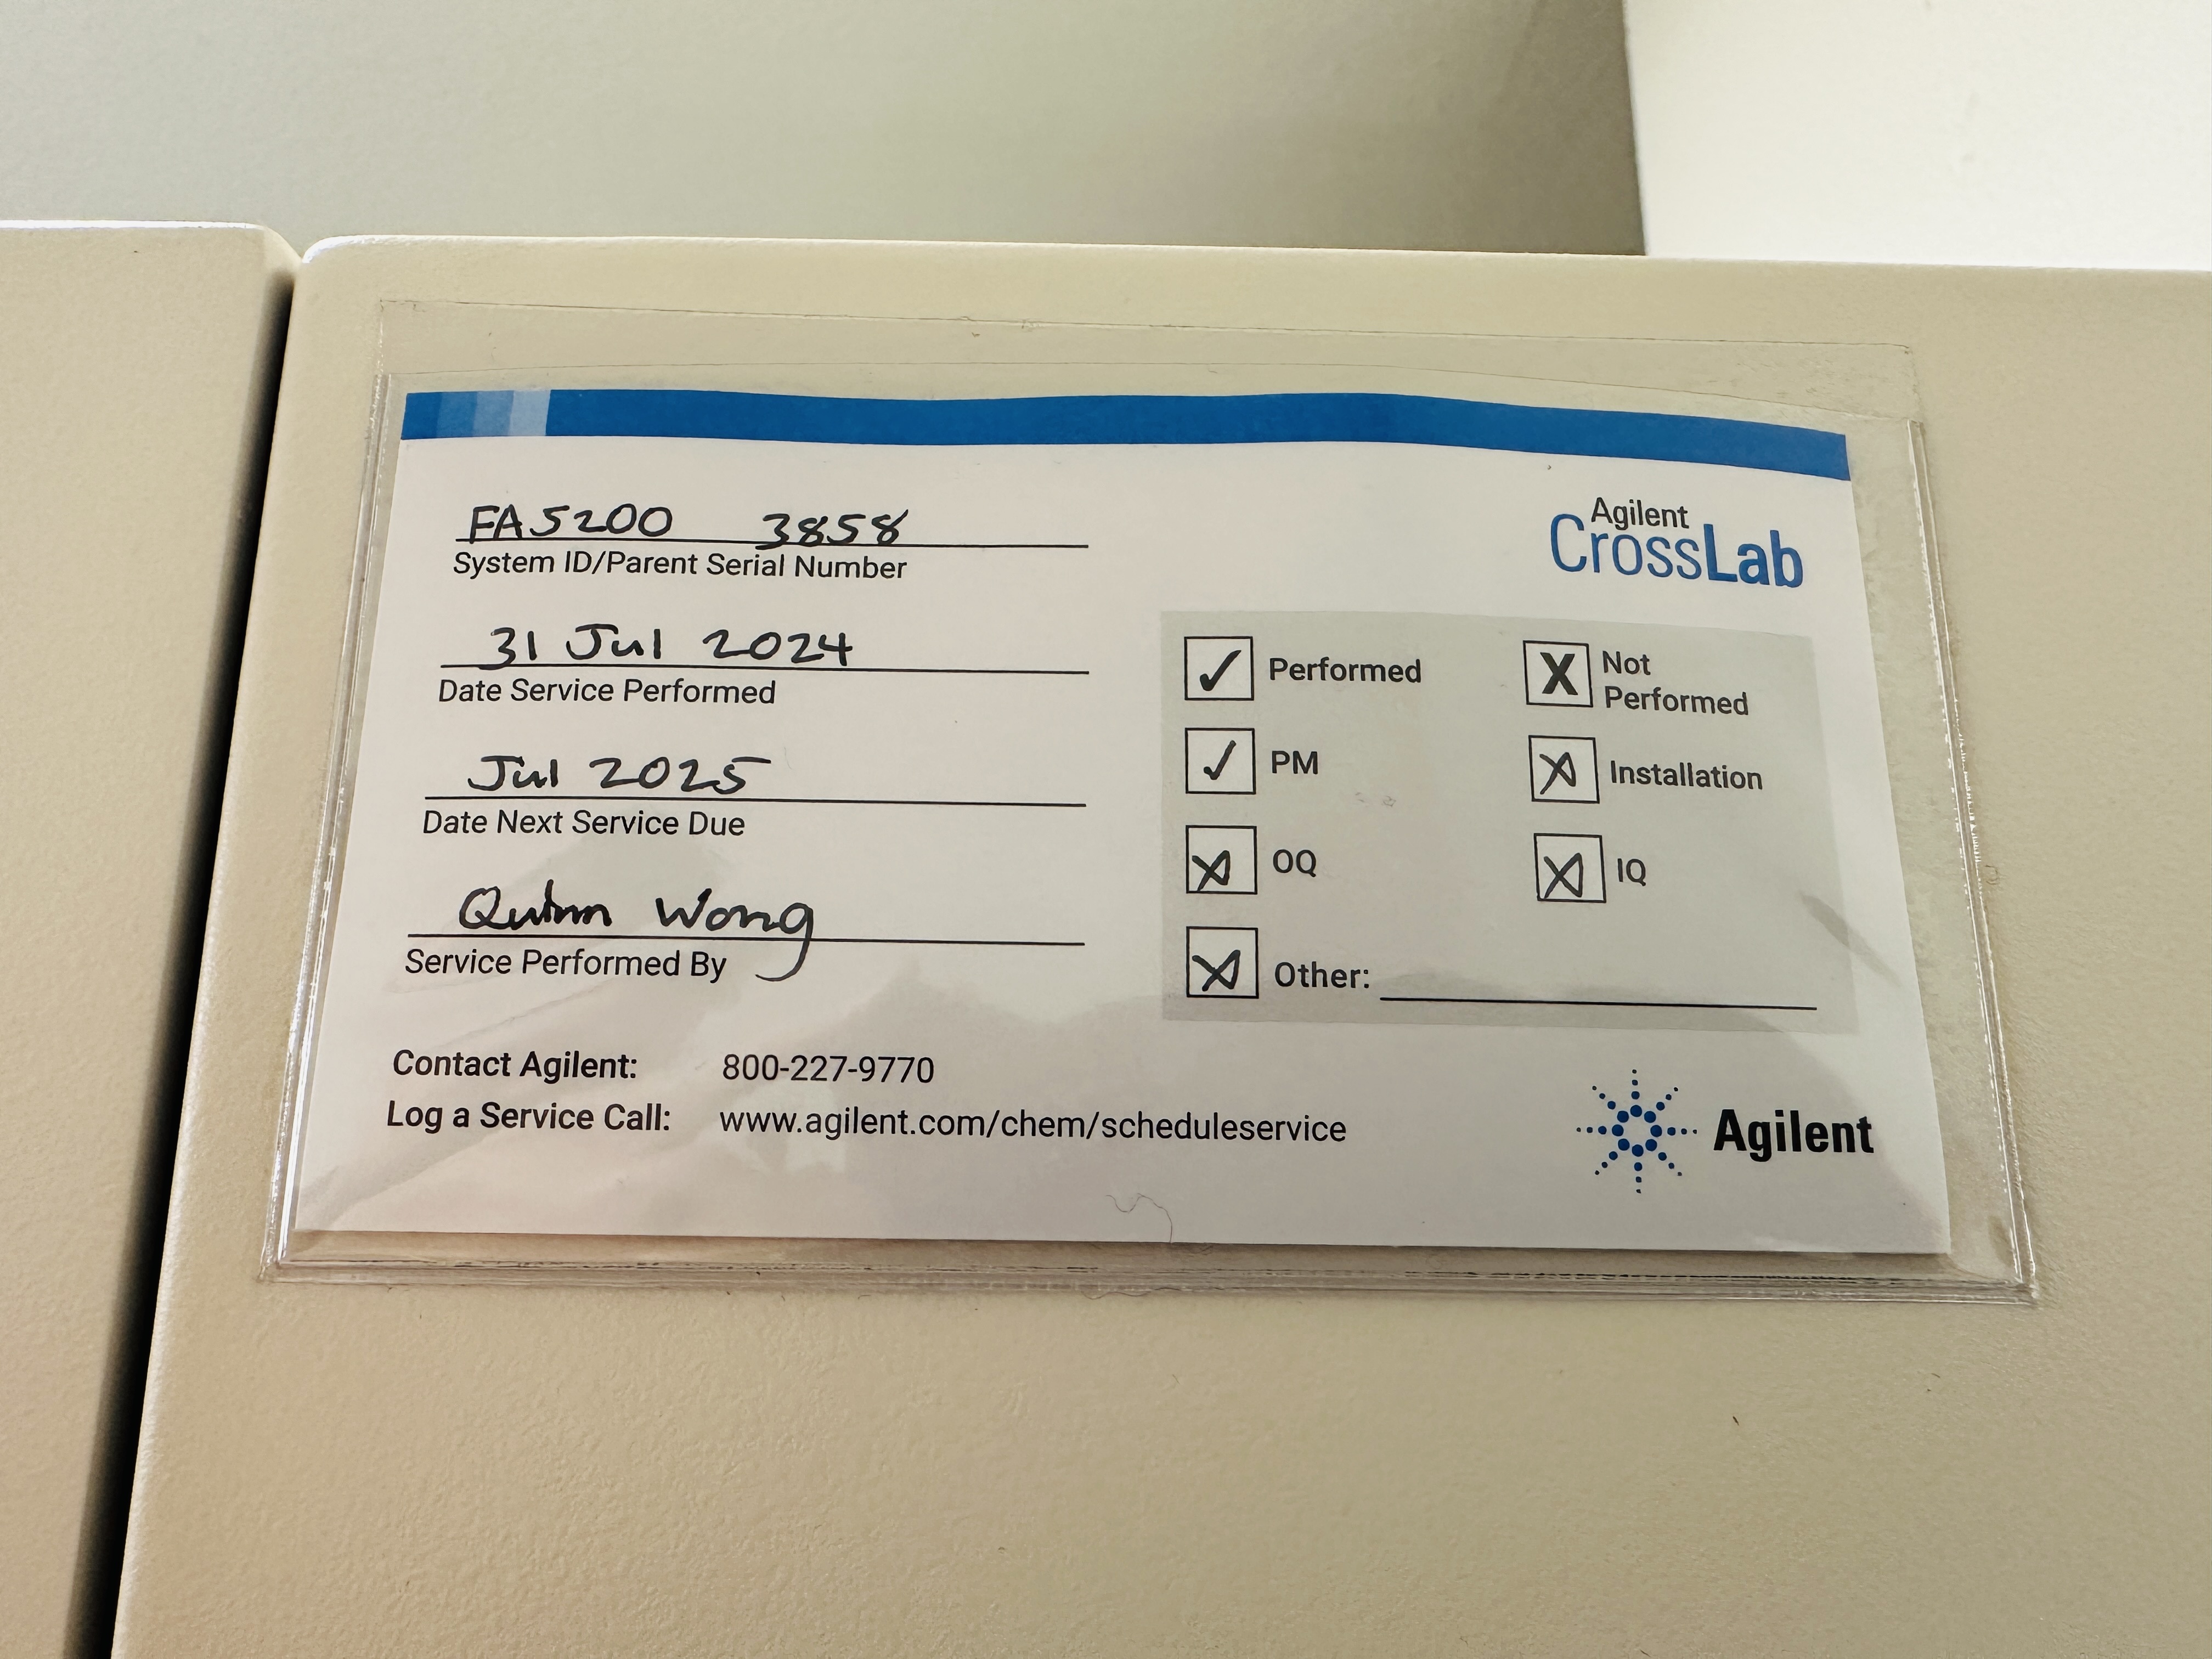 FA5200 3858
System ID/Parent Serial Number
31 Jul 2024
Date Service Performed
Jul 2025
Date Next Service Due
Quinn Wong
Service Performed By
Contact Agilent: 800-227-9770
Log a Service Call: www.agilent.com/chem/scheduleservice
Agilent
CrossLab
✓ Performed
X Not
Performed
✓ PM
X Installation
X OQ
X IQ
X Other:
Agilent